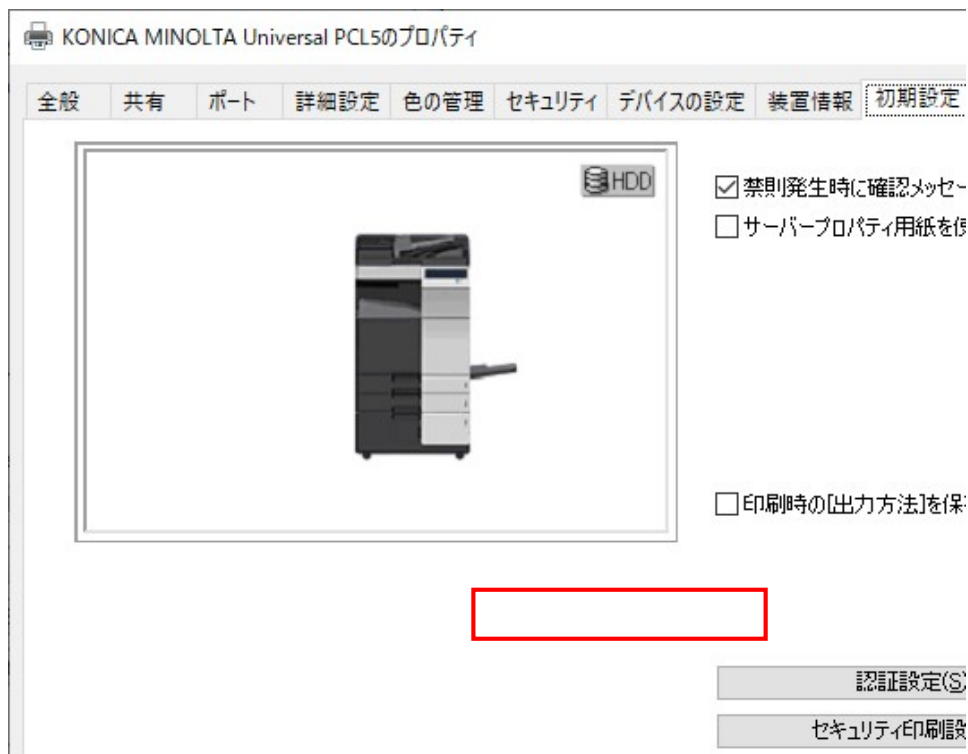 KONICA MINOLTA Universal PCL5のプロパティ
全般 共有 ポート 詳細設定 色の管理 セキュリティ デバイスの設定 装置情報 初期設定
HDD
禁則発生時に確認メッセー
サーバープロパティ用紙を
印刷時の[出力方法]を保
認証設定(S)
セキュリティ印刷設